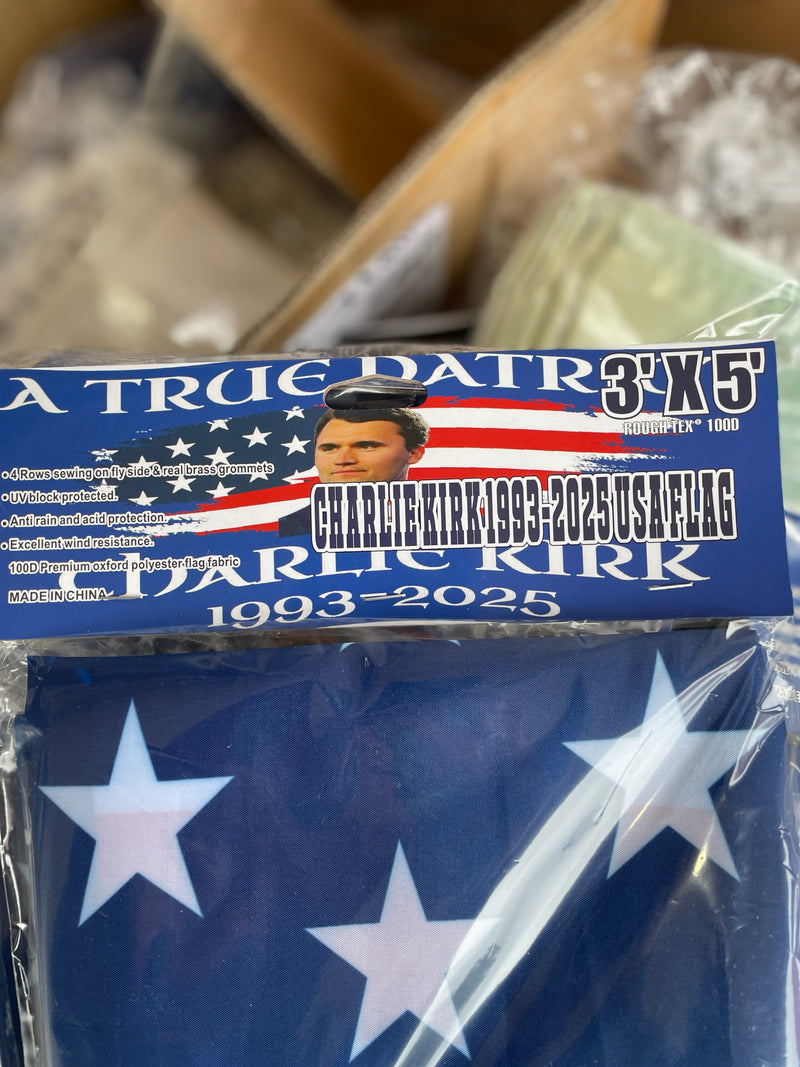 A TRUE PATR
3' X 5'
ROUGH TEX® 100D
• 4 Rows sewing on fly side & real brass grommets
• UV block protected.
• Anti rain and acid protection.
• Excellent wind resistance.
100D Premium oxford polyester flag fabric
MADE IN CHINA
CHARLIE KIRK 1993-2025 USA FLAG
CHARLIE KIRK
1993-2025